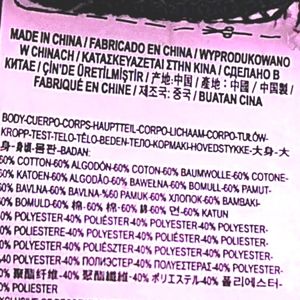 MADE IN CHINA / FABRICADO EN CHINA / WYPRODUKOWANO
W CHINACH / ΚΑΤΑΣΚΕΥΑΖΕΤΑΙ ΣΤΗΝ ΚΙΝΑ / СДЕЛАНО В
КИТАЕ / ÇİN'DE ÜRETİLMİŞTİR / 产地:中国 / 產地:中國 / 中国製 /
FABRIQUÉ EN CHINE / 제조국: 중국 / BUATAN CINA
BODY-CUERPO-CORPS-HAUPTTEIL-CORPO-LICHAAM-CORPO-TUŁÓW-
KROPP-TEST-TELO-TĚLO-BEDEN-ΤΕΛΟ-ΚΟΡΜΑΚΙ-HOVEDSTYKKE-大身-大
身-身頃-몸판-BADAN:
60% COTTON-60% ALGODÓN-60% COTON-60% BAUMWOLLE-60% COTONE-
60% KATOEN-60% ALGODÃO-60% BAWEŁNA-60% BOMULL-60% PAMUT-
60% BAVLNA-60% BAVLNA-%60 PAMUK-60% ХЛОПОК-60% ΒΑΜΒΑΚΙ-
60% BOMULD-60% 棉-60% 棉-60% 綿-60% 면-60% KATUN
40% POLYESTER-40% POLIÉSTER-40% POLYESTER-40% POLYESTER-
40% POLIESTERE-40% POLYESTER-40% POLIÉSTER-40% POLIESTER-
40% POLYESTER-40% POLIÉSZTER-40% POLYESTER-40% POLYESTER-
%40 POLYESTER-40% ПОЛИЭСТЕР-40% ΠΟΛΥΕΣΤΕΡΑΣ-40% POLYESTER-
40% 聚酯纤维-40% 聚酯纖維-40% ポリエステル-40% 폴리에스터-
40% POLIESTER